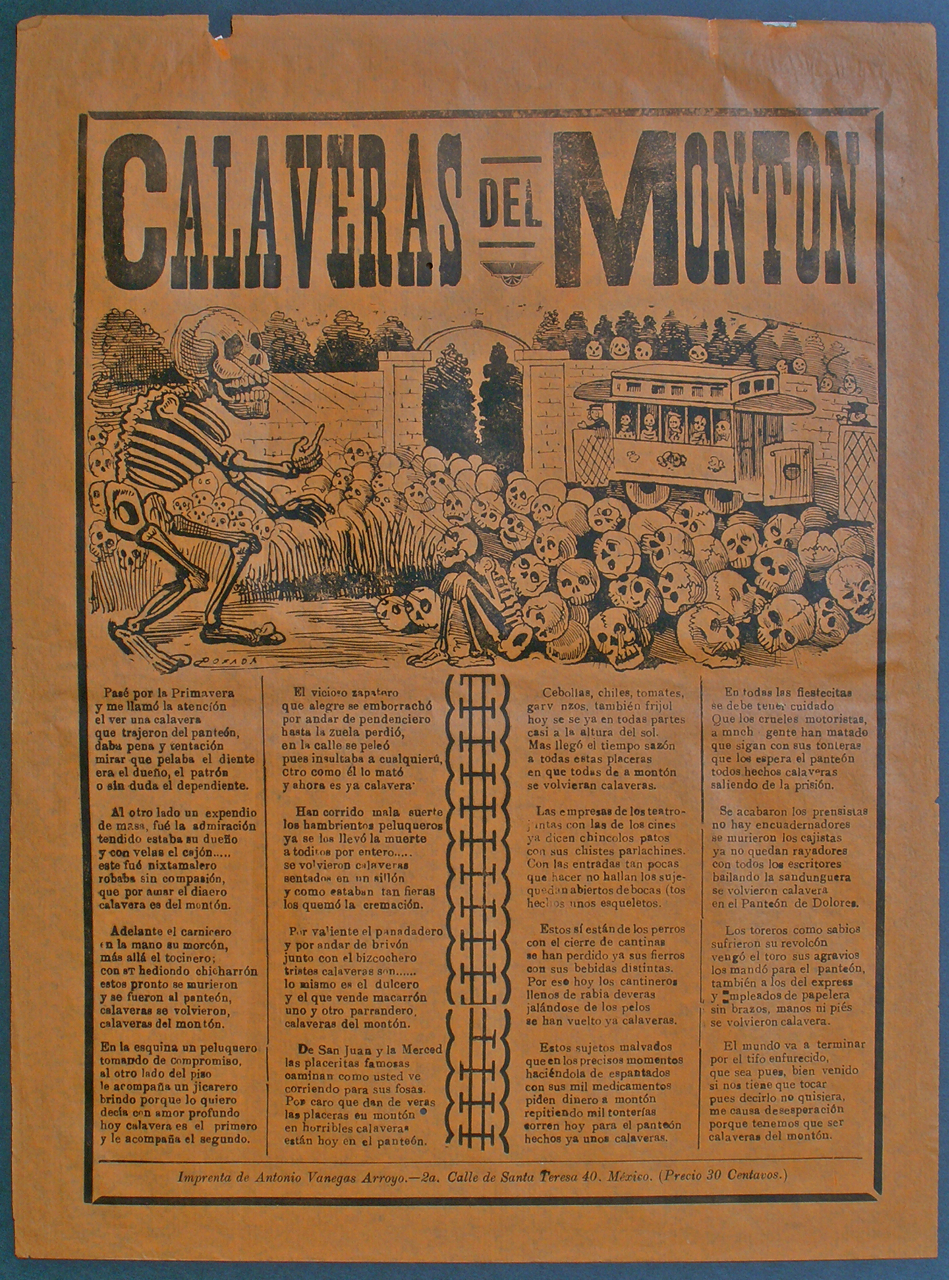 CALAVERAS DEL MONTON
POSADA
Pasé por la Primavera
y me llamó la atención
el ver una calavera
que trajeron del panteón,
daba pena y tentación
mirar que pelaba el diente
era el dueño, el patrón
o sin duda el dependiente.
Al otro lado un expendio
de masa, fué la admiración
tendido estaba su dueño
y con velas el cajón.....
este fué nixtamalero
robaba sin compasión,
que por amar el diaero
calavera es del montón.
Adelante el carnicero
en la mano su morcón,
más allá el tocinero;
con su hediondo chicharrón
estos pronto se murieron
y se fueron al panteón,
calaveras se volvieron,
calaveras del montón.
En la esquina un peluquero
tomando de compromiso,
al otro lado del piso
le acompaña un jicarero
brindo porque lo quiero
decía con amor profundo
hoy calavera es el primero
y le acompaña el segundo.
El vicioso zapatero
que alegre se emborrachó
por andar de pendenciero
hasta la zuela perdió,
en la calle se peleó
pues insultaba a cualquieru,
ctro como él lo mató
y ahora es ya calavera
Han corrido mala suerte
los hambrientos peluqueros
ya se los llevó la muerte
a toditos por entero.....
se volvieron calaveras
sentados en un sillón
y como estaban tan fieras
los quemó la cremación.
Por valiente el panadadero
y por andar de brivón
junto con el bizcochero
tristes calaveras son......
lo mismo es el dulcero
y el que vende macarrón
uno y otro parrandero,
calaveras del montón.
De San Juan y la Merced
las placeritas famosas
caminan como usted ve
corriendo para sus fosas.
Por caro que dan de veras
las placeras en montón
en horribles calaveras
están hoy en el panteón.
Cebollas, chiles, tomates,
garv nzos, también frijol
hoy se se ya en todas partes
casi a la altura del sol.
Mas llegó el tiempo sazón
a todas estas placeras
en que todas de a montón
se volvieran calaveras.
Las empresas de los teatro-
juntas con las de los cines
ya dicen chincolos patos
con sus chistes parlachines.
Con las entradas tan pocas
que hacer no hallan los suje-
quedan abiertos de bocas (tos
hechos unos esqueletos.
Estos sí están de los perros
con el cierre de cantinas
se han perdido ya sus fierros
con sus bebidas distintas.
Por eso hoy los cantineros
llenos de rabia deveras
jalándose de los pelos
se han vuelto ya calaveras.
Estos sujetos malvados
que en los precisos momentos
haciéndola de espantados
con sus mil medicamentos
piden dinero a montón
repitiendo mil tonterías
corren hoy para el panteón
hechos ya unos calaveras.
En todas las fiestecitas
se debe tener cuidado
Que los crueles motoristas,
a mnch gente han matado
que sigan con sus tonteras
que los espera el panteón
todos hechos calaveras
saliendo de la prisión.
Se acabaron los prensistas
no hay encuadernadores
se murieron los cajistas
ya no quedan rayadores
con todos los escritores
bailando la sandunguera
se volvieron calavera
en el Panteón de Dolores.
Los toreros como sabios
sufrieron su revolcón
vengó el toro sus agravios
los mandó para el panteón,
también a los del express
y empleados de papelera
sin brazos, manos ni piés
se volvieron calavera.
El mundo va a terminar
por el tifo enfurecido,
que sea pues, bien venido
si nos tiene que tocar
pues decirlo no quisiera,
me causa desesporación
porque tenemos que ser
calaveras del montón.
Imprenta de Antonio Vanegas Arroyo.—2a. Calle de Santa Teresa 40. México. (Precio 30 Centavos.)